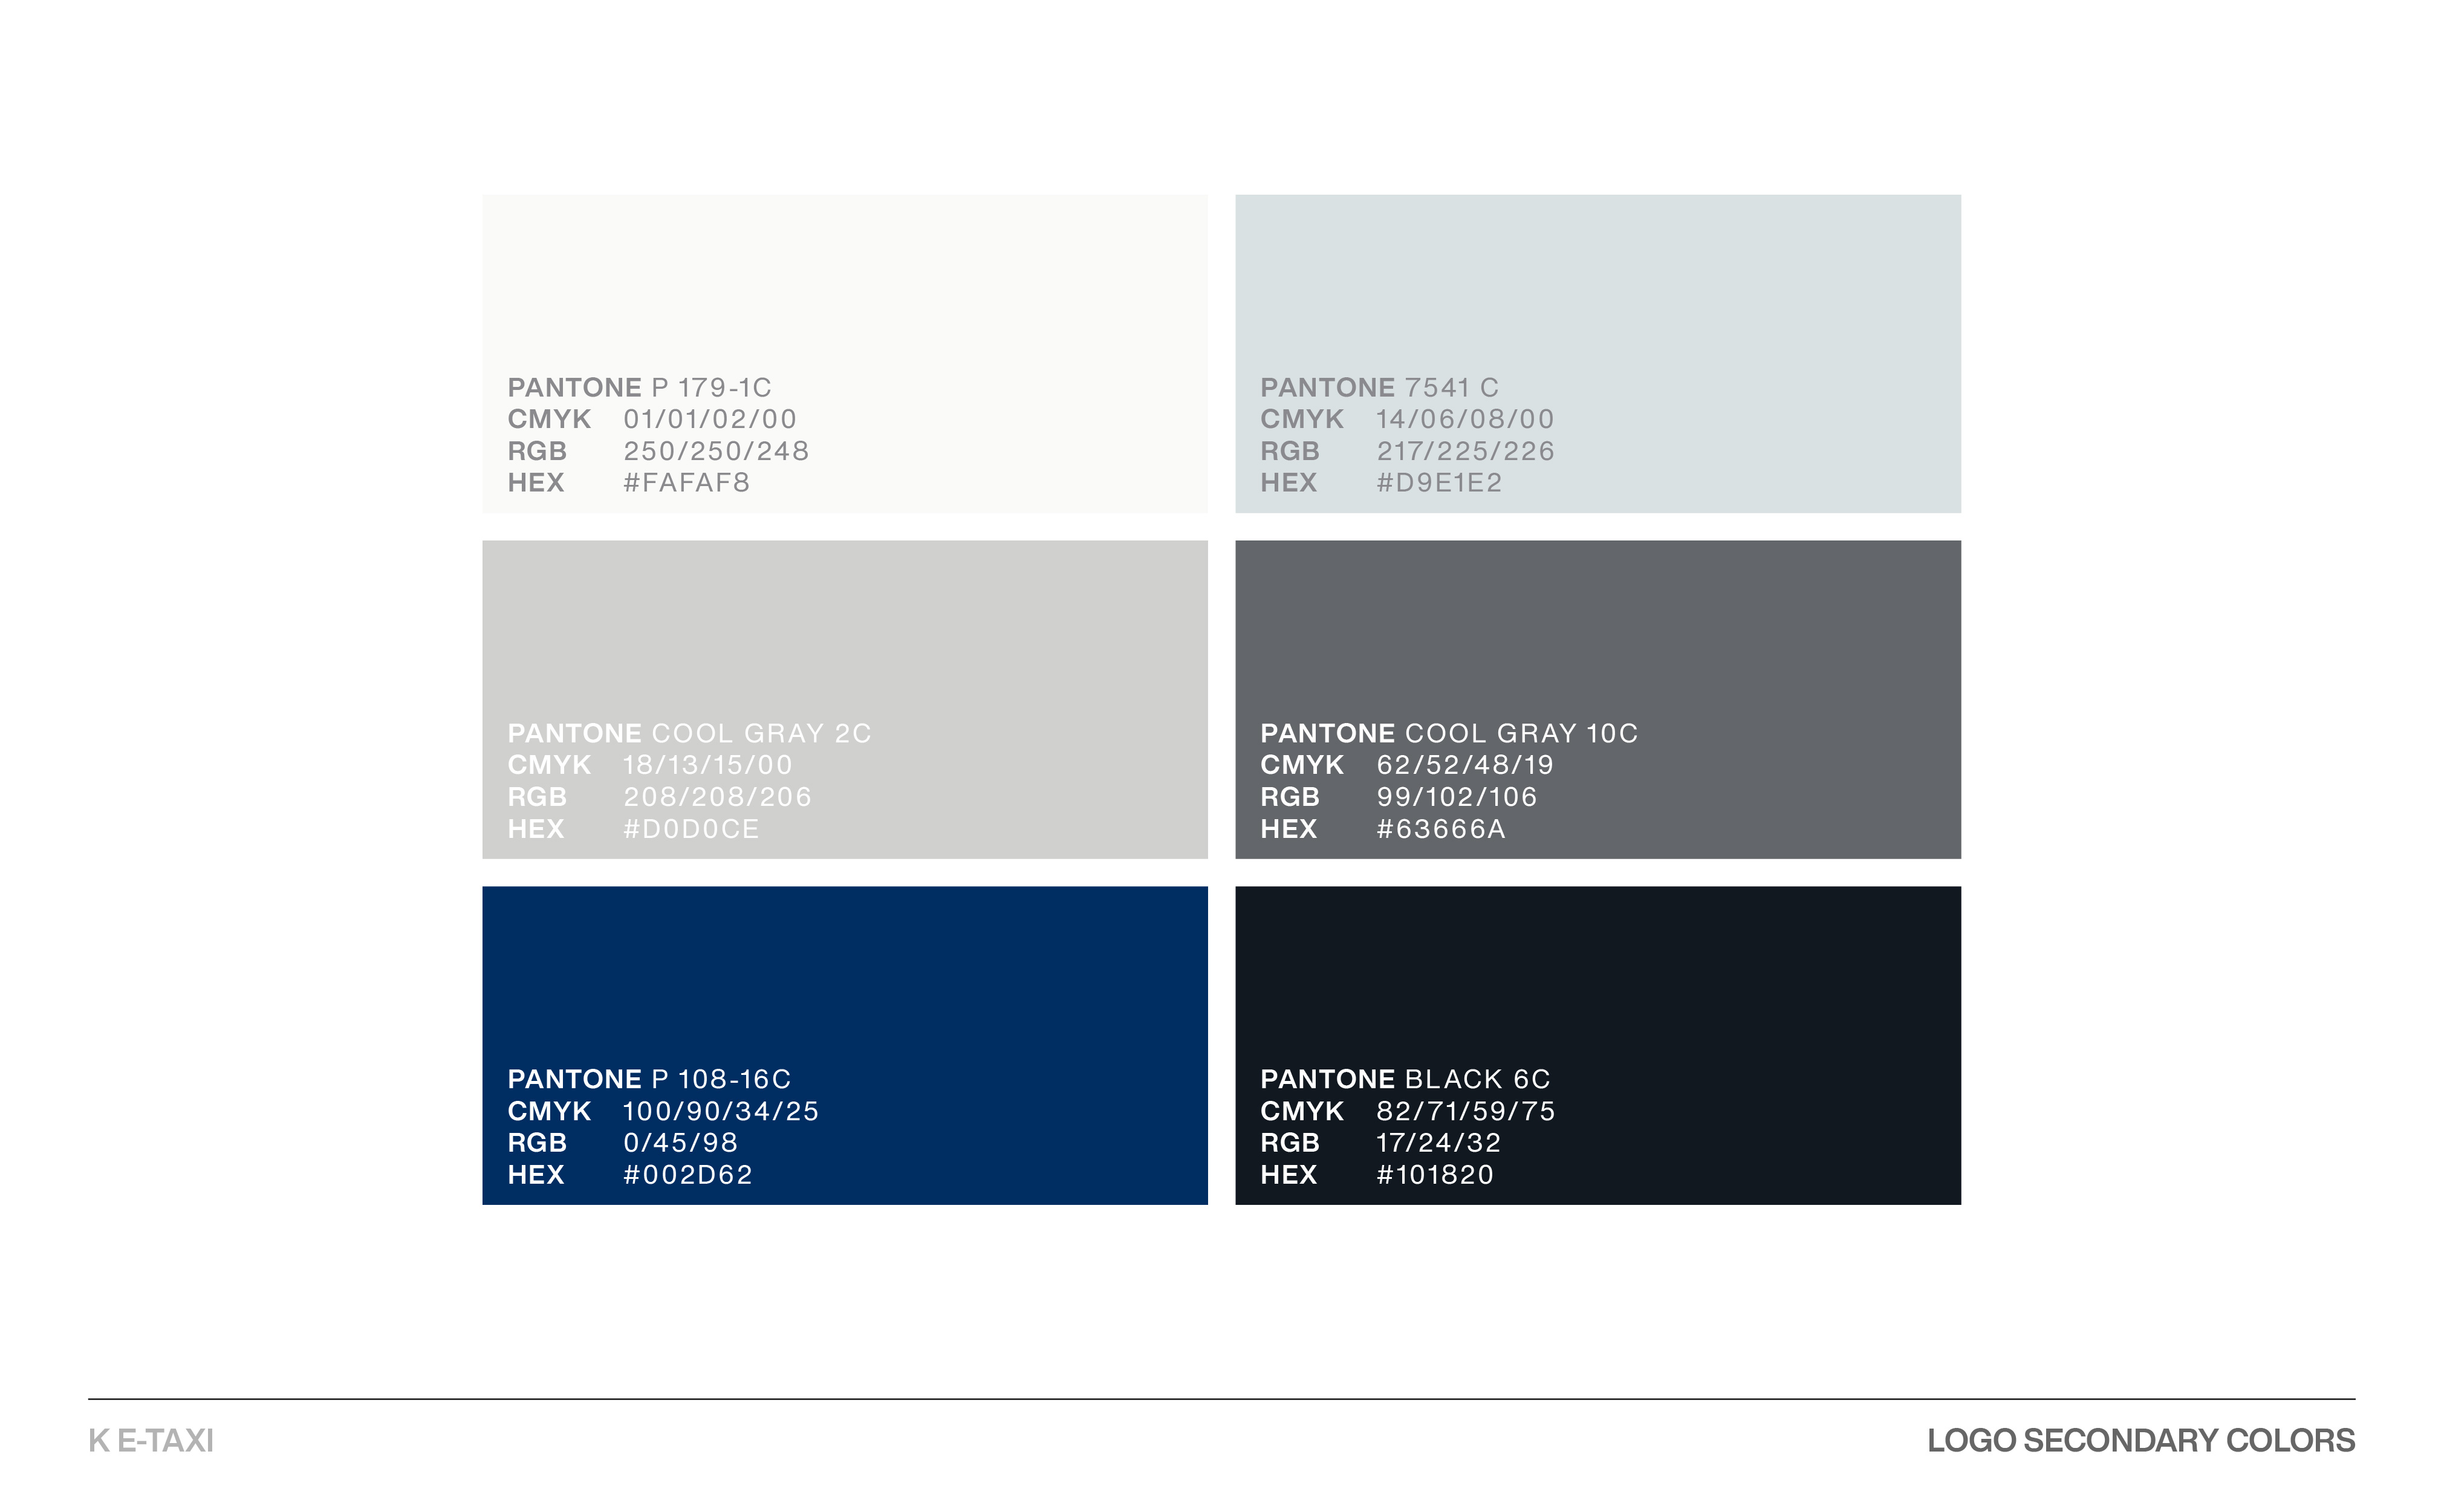 PANTONE P 179-1C
CMYK 01/01/02/00
RGB 250/250/248
HEX #FAFAF8
PANTONE 7541 C
CMYK 14/06/08/00
RGB 217/225/226
HEX #D9E1E2
PANTONE COOL GRAY 2C
CMYK 18/13/15/00
RGB 208/208/206
HEX #D0D0CE
PANTONE COOL GRAY 10C
CMYK 62/52/48/19
RGB 99/102/106
HEX #63666A
PANTONE P 108-16C
CMYK 100/90/34/25
RGB 0/45/98
HEX #002D62
PANTONE BLACK 6C
CMYK 82/71/59/75
RGB 17/24/32
HEX #101820
K E-TAXI
LOGO SECONDARY COLORS